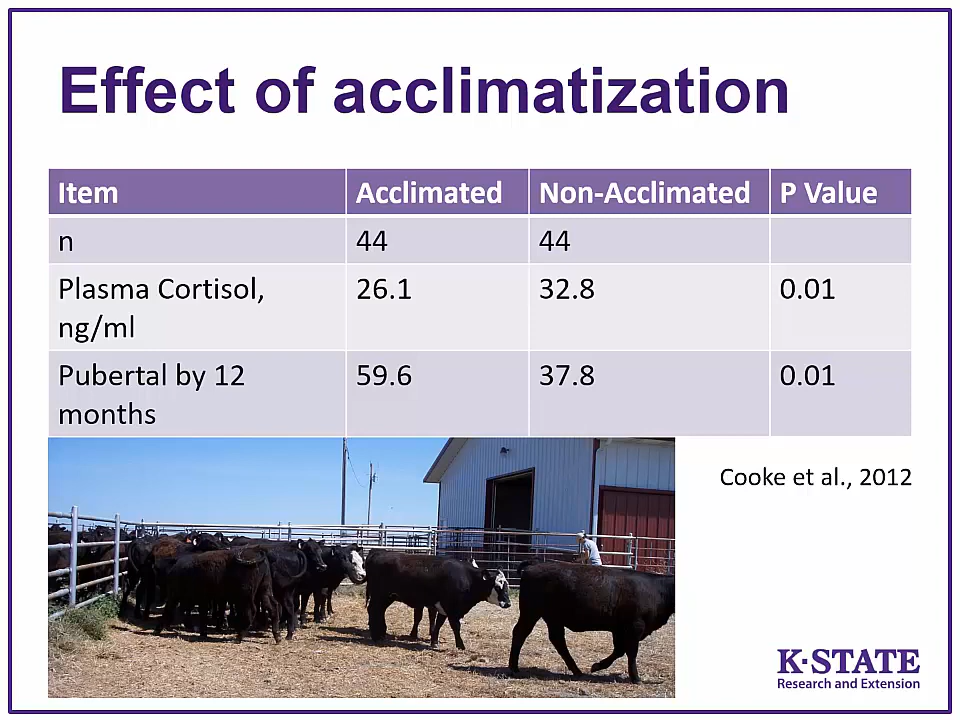 Effect of acclimatization
Item Acclimated Non-Acclimated P Value
n 44 44
Plasma Cortisol, 26.1 32.8 0.01
ng/ml
Pubertal by 12 59.6 37.8 0.01
months
Cooke et al., 2012
K-STATE
Research and Extension